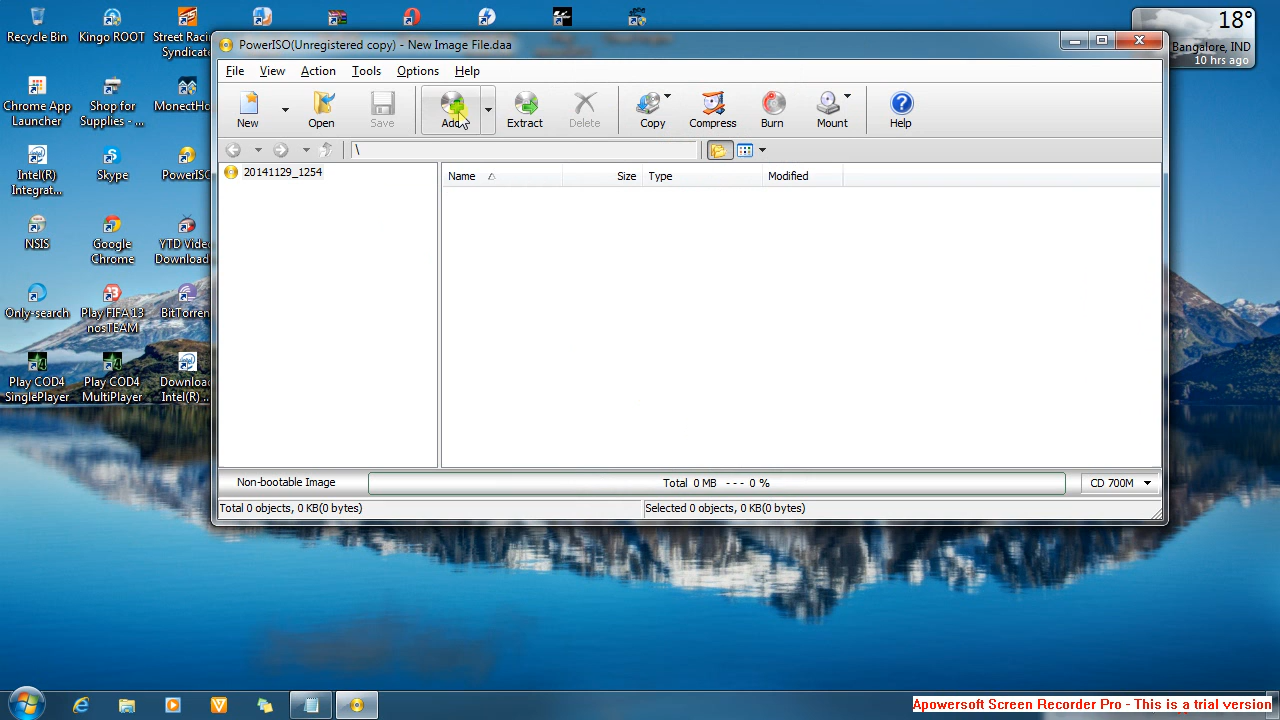 Recycle Bin
Kingo ROOT
Street Racing
Syndicate
18°
Bangalore, IND
10 hrs ago
PowerISO(Unregistered copy) - New Image File.daa
File View Action Tools Options Help
New Open Save Add Extract Delete Copy Compress Burn Mount Help
\
20141129_1254
Name Size Type Modified
Chrome App
Launcher
Shop for
Supplies - ...
MonectHo
Intel(R)
Integrat...
Skype
PowerISO
NSIS
Google
Chrome
YTD Video
Download
Only-search
Play FIFA 13
nosTEAM
BitTorren
Play COD4
SinglePlayer
Play COD4
MultiPlayer
Download
Intel(R) ...
Non-bootable Image
Total 0 MB --- 0 %
CD 700M
Total 0 objects, 0 KB(0 bytes)
Selected 0 objects, 0 KB(0 bytes)
Apowersoft Screen Recorder Pro - This is a trial version